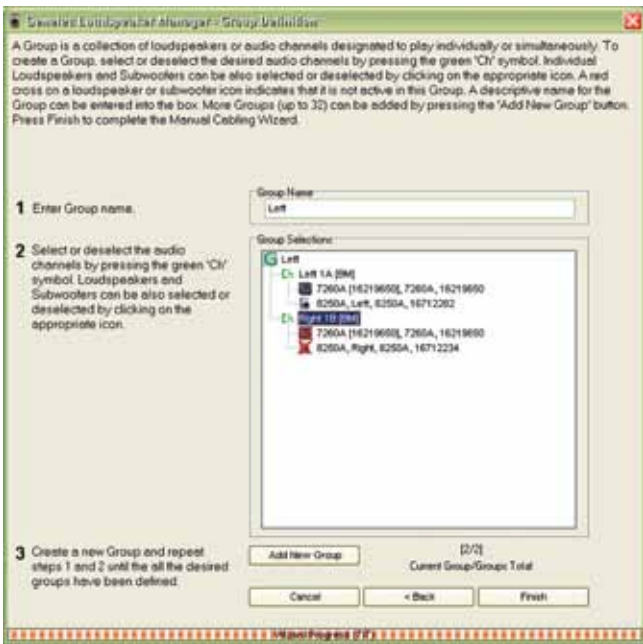 Genelec Loudspeaker Manager - Group Definition
A Group is a collection of loudspeakers or audio channels designated to play individually or simultaneously. To
create a Group, select or deselect the desired audio channels by pressing the green 'Ch' symbol. Individual
Loudspeakers and Subwoofers can be also selected or deselected by clicking on the appropriate icon. A red
cross on a loudspeaker or subwoofer icon indicates that it is not active in this Group. A descriptive name for the
Group can be entered into the box. More Groups (up to 32) can be added by pressing the 'Add New Group' button.
Press Finish to complete the Manual Cabling Wizard.
1 Enter Group name.
Group Name
Left
2 Select or deselect the audio
channels by pressing the green 'Ch'
symbol. Loudspeakers and
Subwoofers can be also selected or
deselected by clicking on the
appropriate icon.
Group Selections
G Left
Ch Left 1A [BM]
7260A [16219650], 7260A, 16219650
8250A, Left, 8250A, 16712282
Ch Right 1B [BM]
7260A [16219650], 7260A, 16219650
8250A, Right, 8250A, 16712234
3 Create a new Group and repeat
steps 1 and 2 until the all the desired
groups have been defined.
Add New Group
[2/2]
Current Group/Groups Total
Cancel
< Back
Finish
Wizard Progress (7/7)